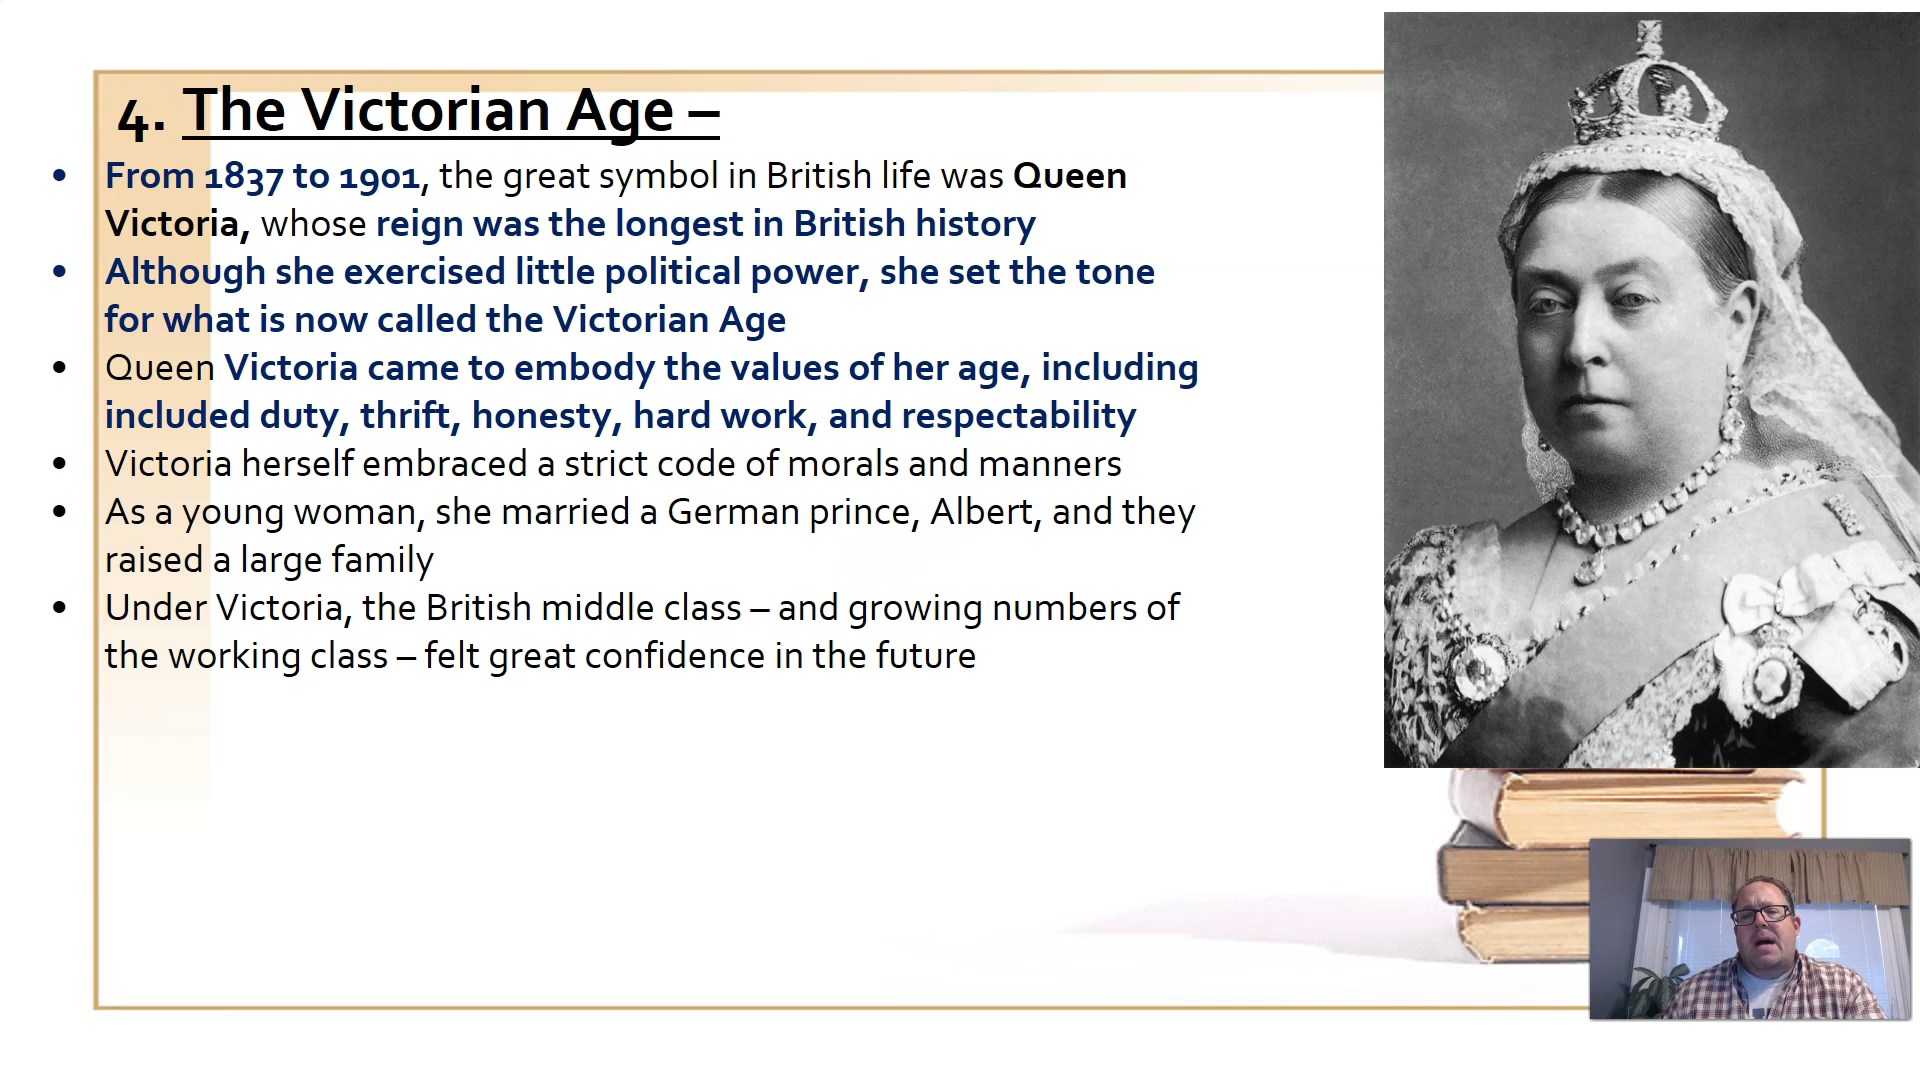 4. The Victorian Age –
• From 1837 to 1901, the great symbol in British life was Queen
Victoria, whose reign was the longest in British history
• Although she exercised little political power, she set the tone
for what is now called the Victorian Age
• Queen Victoria came to embody the values of her age, including
included duty, thrift, honesty, hard work, and respectability
• Victoria herself embraced a strict code of morals and manners
• As a young woman, she married a German prince, Albert, and they
raised a large family
• Under Victoria, the British middle class – and growing numbers of
the working class – felt great confidence in the future